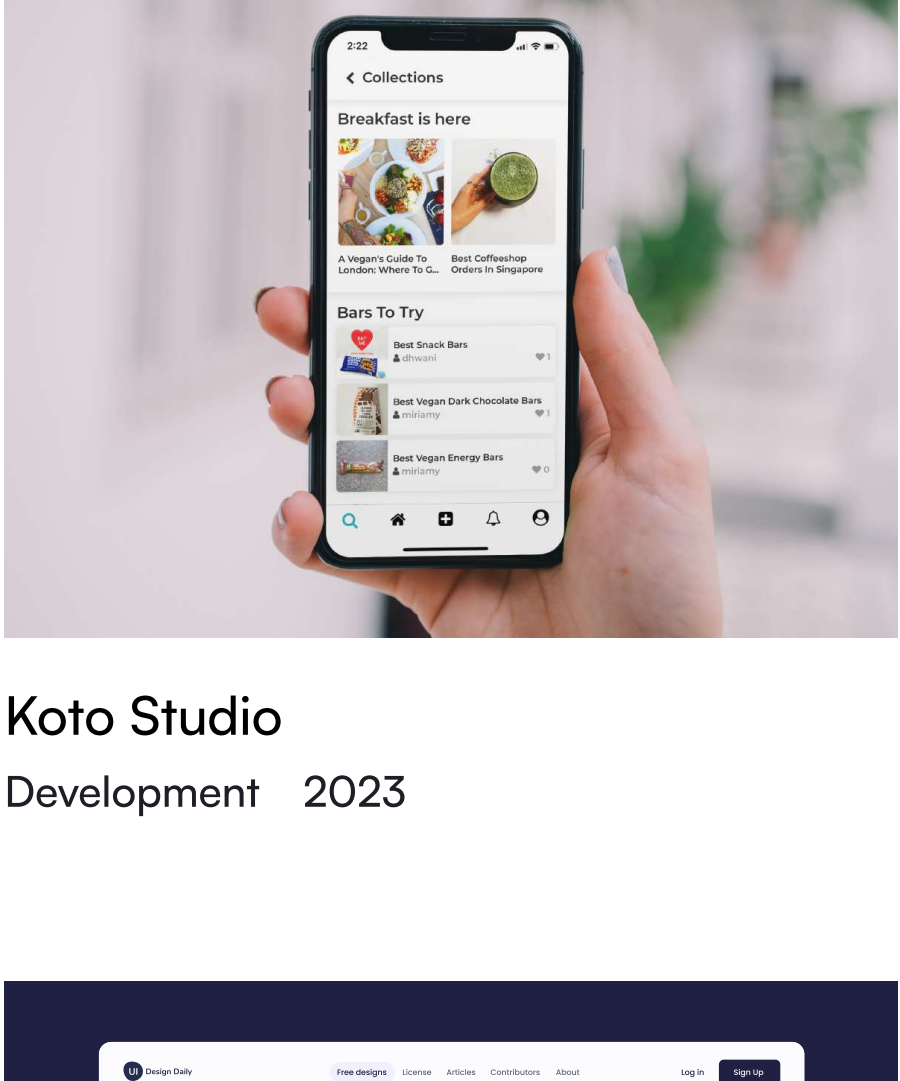 2:22
Collections
Breakfast is here
A Vegan's Guide To
London: Where To G...
Best Coffeeshop
Orders In Singapore
Bars To Try
Best Snack Bars
dhwani
1
Best Vegan Dark Chocolate Bars
miriamy
1
Best Vegan Energy Bars
miriamy
0
Koto Studio
Development 2023
UI Design Daily
Free designs License Articles Contributors About
Log in Sign Up